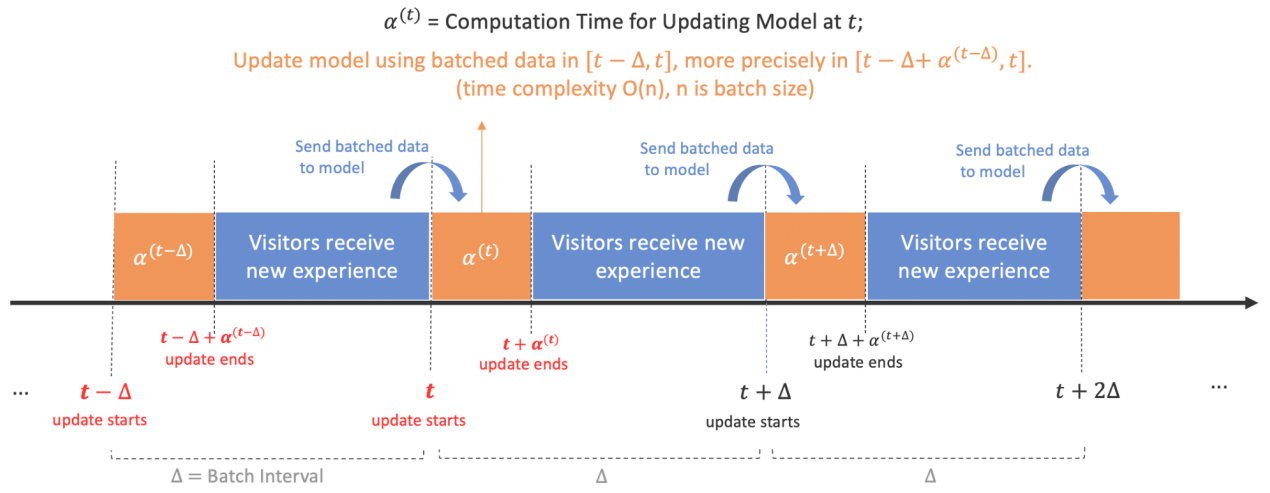 α^(t) = Computation Time for Updating Model at t;
Update model using batched data in [t − Δ, t], more precisely in [t − Δ+ α^(t−Δ), t].
(time complexity O(n), n is batch size)
Send batched data
to model
Send batched data
to model
Send batched data
to model
α^(t−Δ)
Visitors receive
new experience
α^(t)
Visitors receive new
experience
α^(t+Δ)
Visitors receive
new experience
t − Δ + α^(t−Δ)
update ends
t + α^(t)
update ends
t + Δ + α^(t+Δ)
update ends
...
t − Δ
update starts
t
update starts
t + Δ
update starts
t + 2Δ
...
Δ = Batch Interval
Δ
Δ